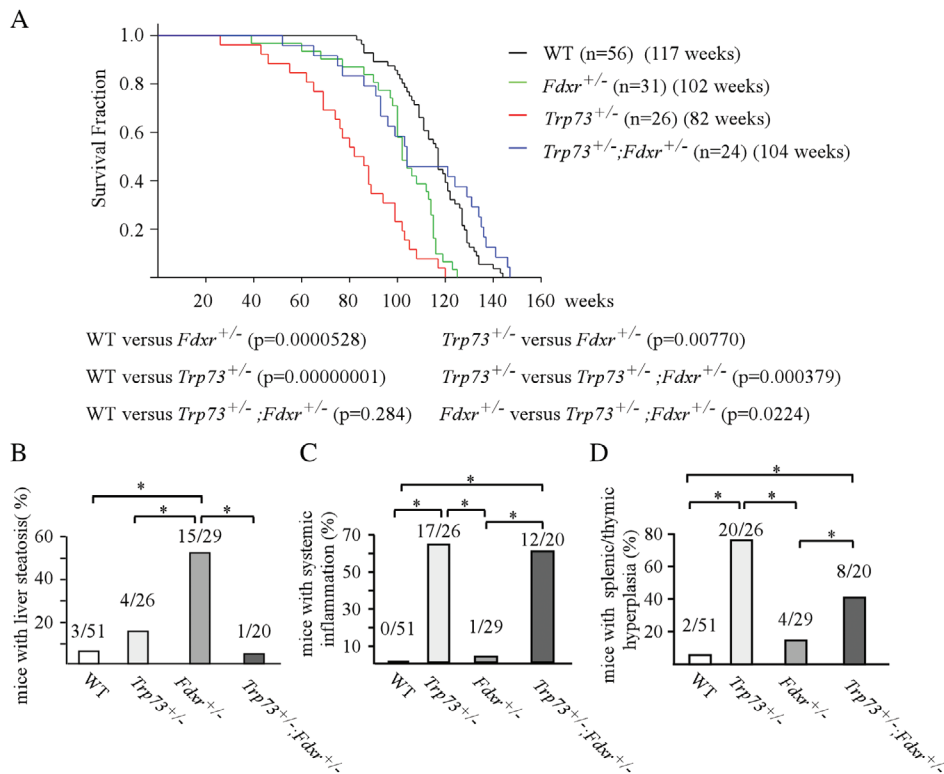 A
Survival Fraction
1.0
0.8
0.6
0.4
0.2
20 40 60 80 100 120 140 160 weeks
WT (n=56) (117 weeks)
Fdxr+/- (n=31) (102 weeks)
Trp73+/- (n=26) (82 weeks)
Trp73+/-;Fdxr+/- (n=24) (104 weeks)
WT versus Fdxr+/- (p=0.0000528)
Trp73+/- versus Fdxr+/- (p=0.00770)
WT versus Trp73+/- (p=0.00000001)
Trp73+/- versus Trp73+/- ;Fdxr+/- (p=0.000379)
WT versus Trp73+/- ;Fdxr+/- (p=0.284)
Fdxr+/- versus Trp73+/- ;Fdxr+/- (p=0.0224)
B
mice with liver steatosis( %)
60
50
40
20
* * *
3/51 4/26 15/29 1/20
WT Trp73+/- Fdxr+/- Trp73+/-;Fdxr+/-
C
mice with systemic
inflammation (%)
70
60
50
30
20
10
* * * *
0/51 17/26 1/29 12/20
WT Trp73+/- Fdxr+/- Trp73+/-;Fdxr+/-
D
mice with splenic/thymic
hyperplasia (%)
80
60
40
20
* * * *
2/51 20/26 4/29 8/20
WT Trp73+/- Fdxr+/- Trp73+/-;Fdxr+/-